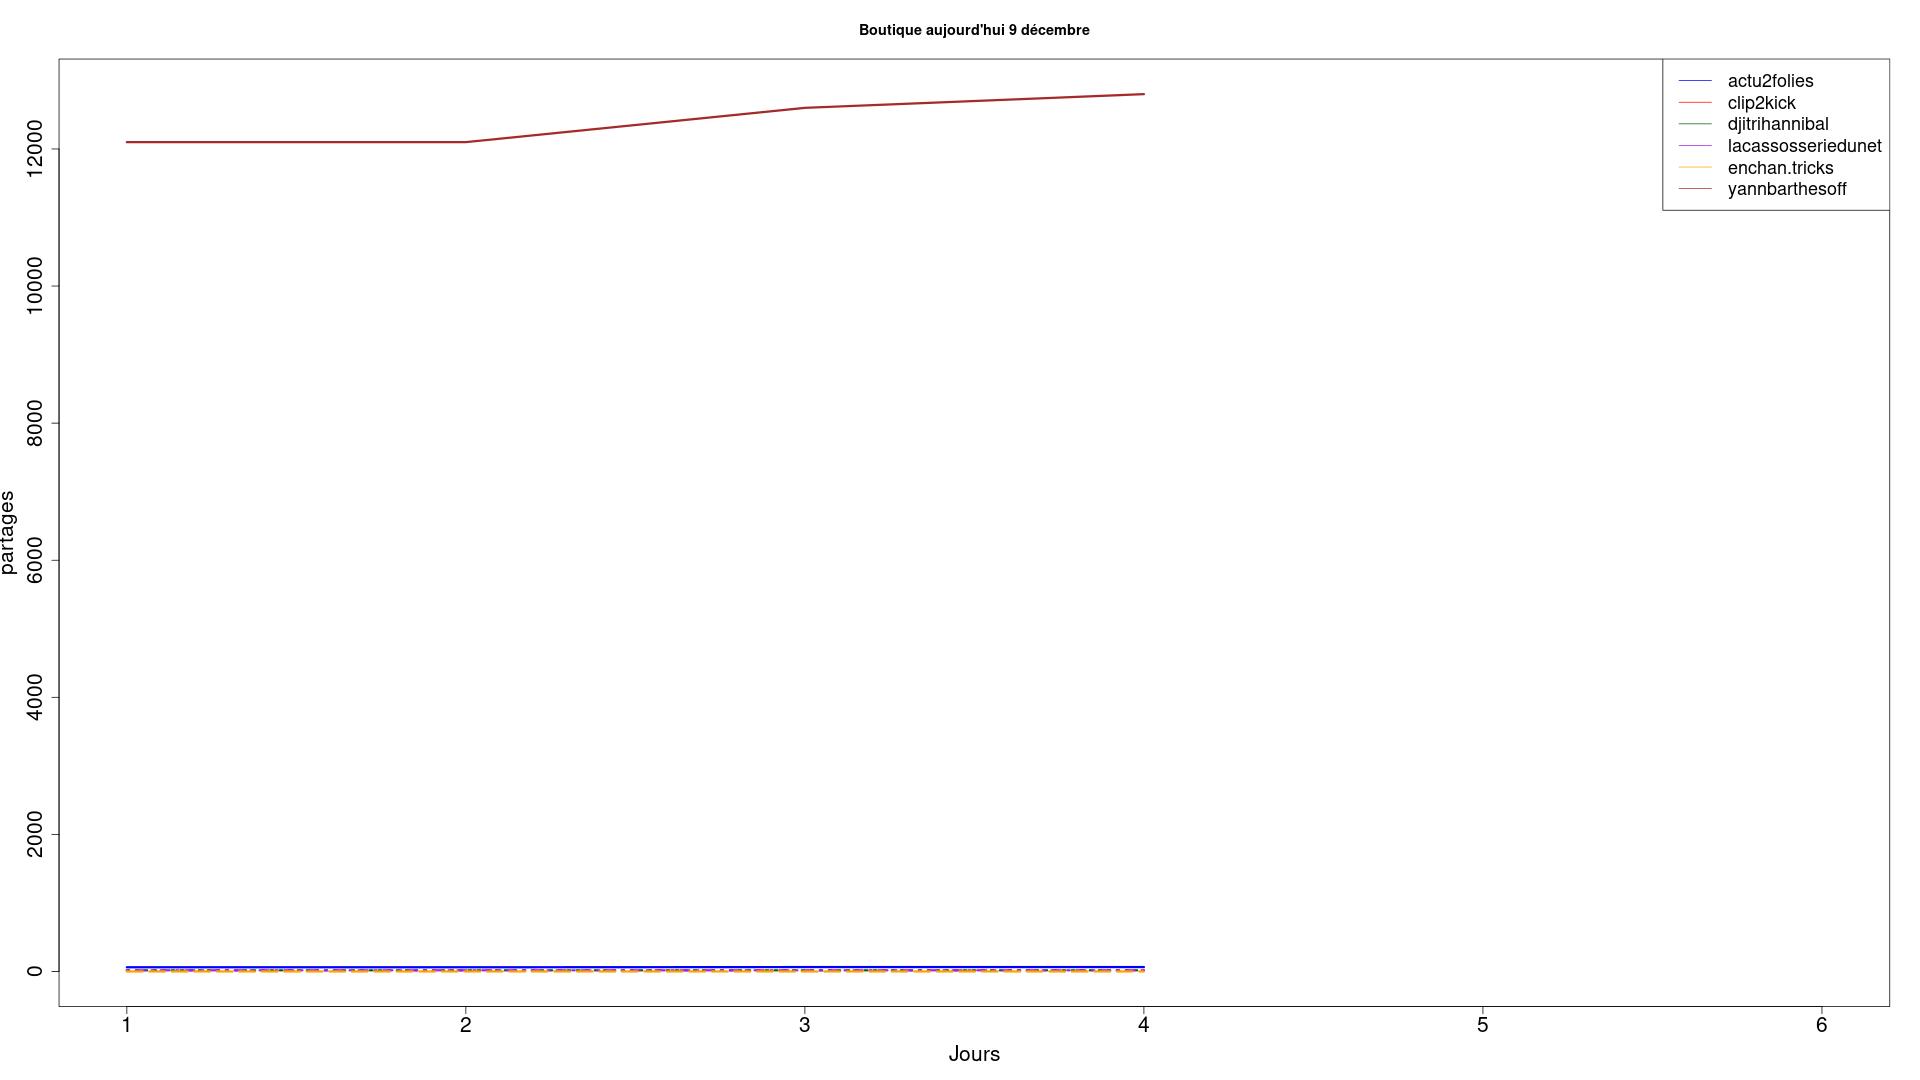 Boutique aujourd'hui 9 décembre
actu2folies
clip2kick
djitrihannibal
lacassosseriedunet
enchan.tricks
yannbarthesoff
12000
10000
8000
6000
4000
2000
0
partages
1 2 3 4 5 6
Jours